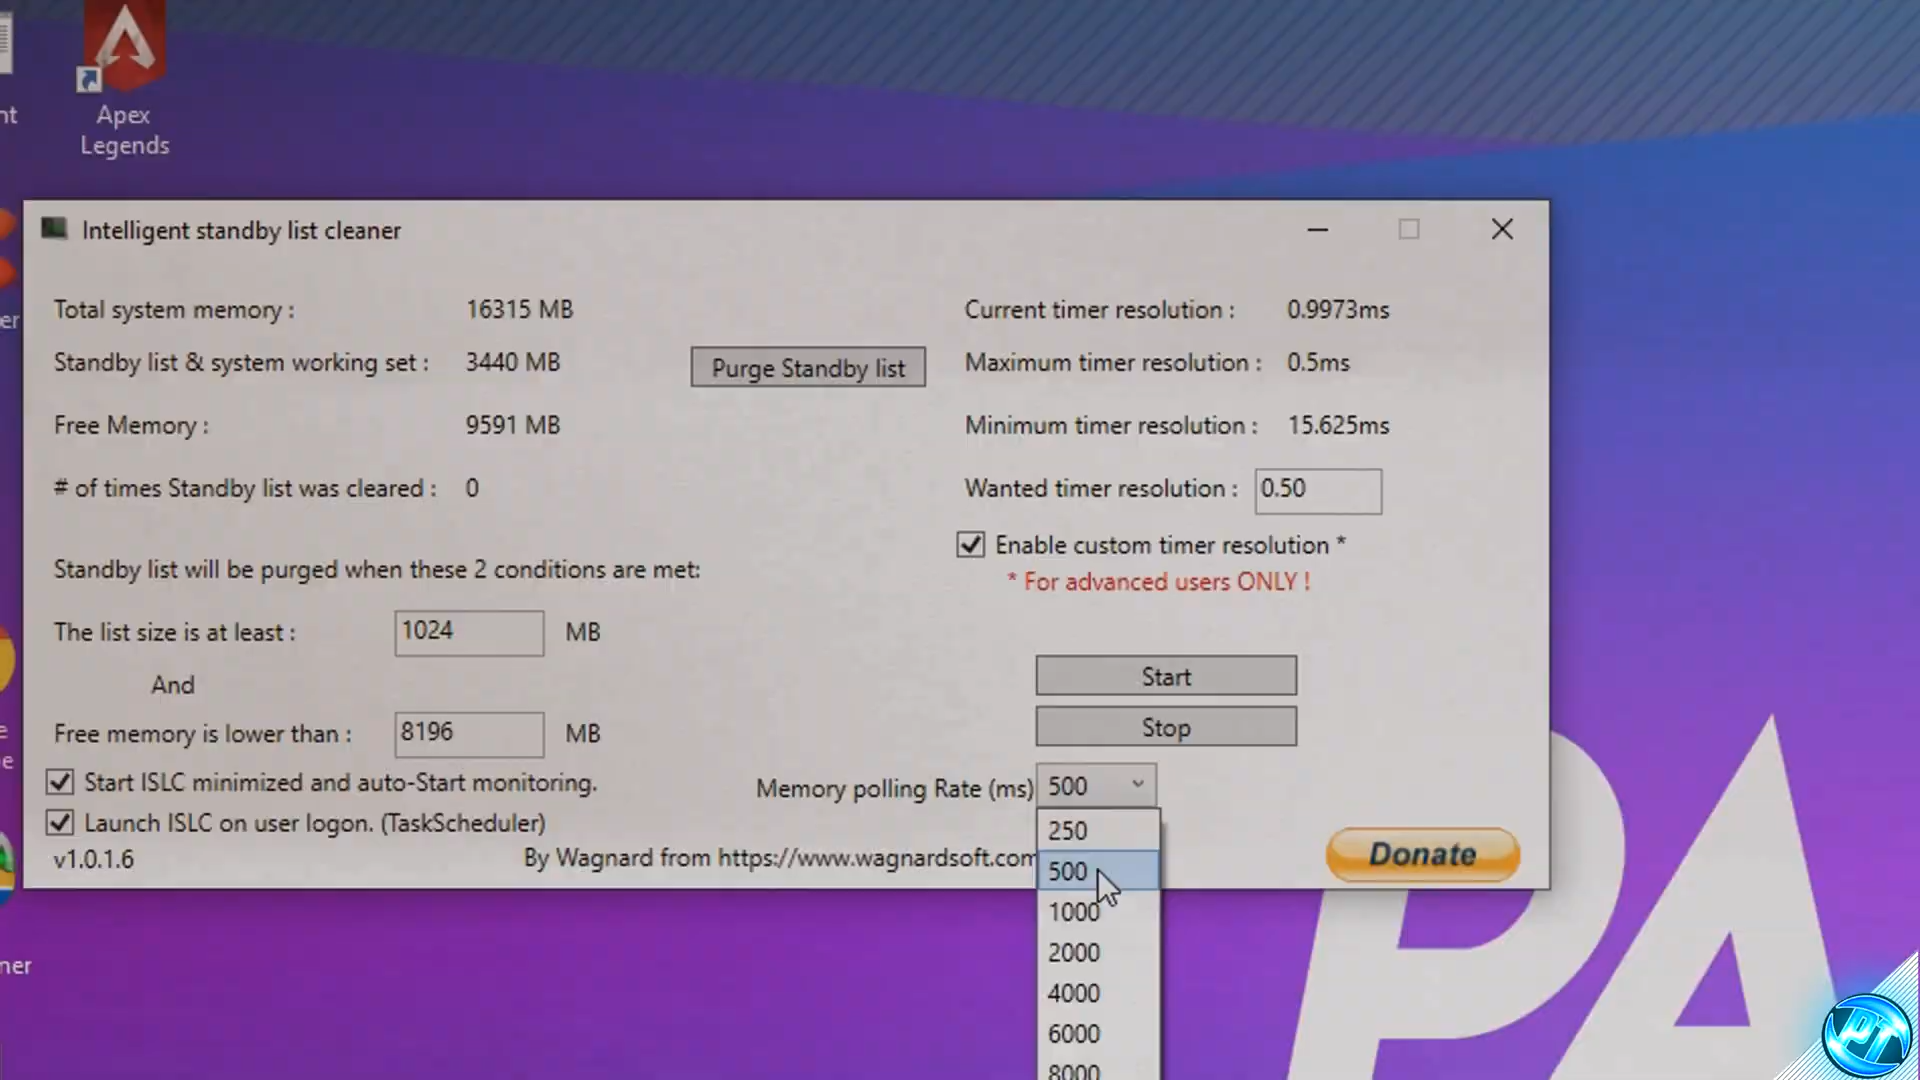 Apex
Legends
nt
er
Intelligent standby list cleaner
Total system memory : 16315 MB
Standby list & system working set : 3440 MB
Purge Standby list
Free Memory : 9591 MB
# of times Standby list was cleared : 0
Standby list will be purged when these 2 conditions are met:
The list size is at least : 1024 MB
And
Free memory is lower than : 8196 MB
Start ISLC minimized and auto-Start monitoring.
Launch ISLC on user logon. (TaskScheduler)
v1.0.1.6
By Wagnard from https://www.wagnardsoft.com
Current timer resolution : 0.9973ms
Maximum timer resolution : 0.5ms
Minimum timer resolution : 15.625ms
Wanted timer resolution : 0.50
Enable custom timer resolution *
* For advanced users ONLY !
Start
Stop
Memory polling Rate (ms) 500
250
500
1000
2000
4000
6000
8000
Donate
e
e
ner
PA
PT